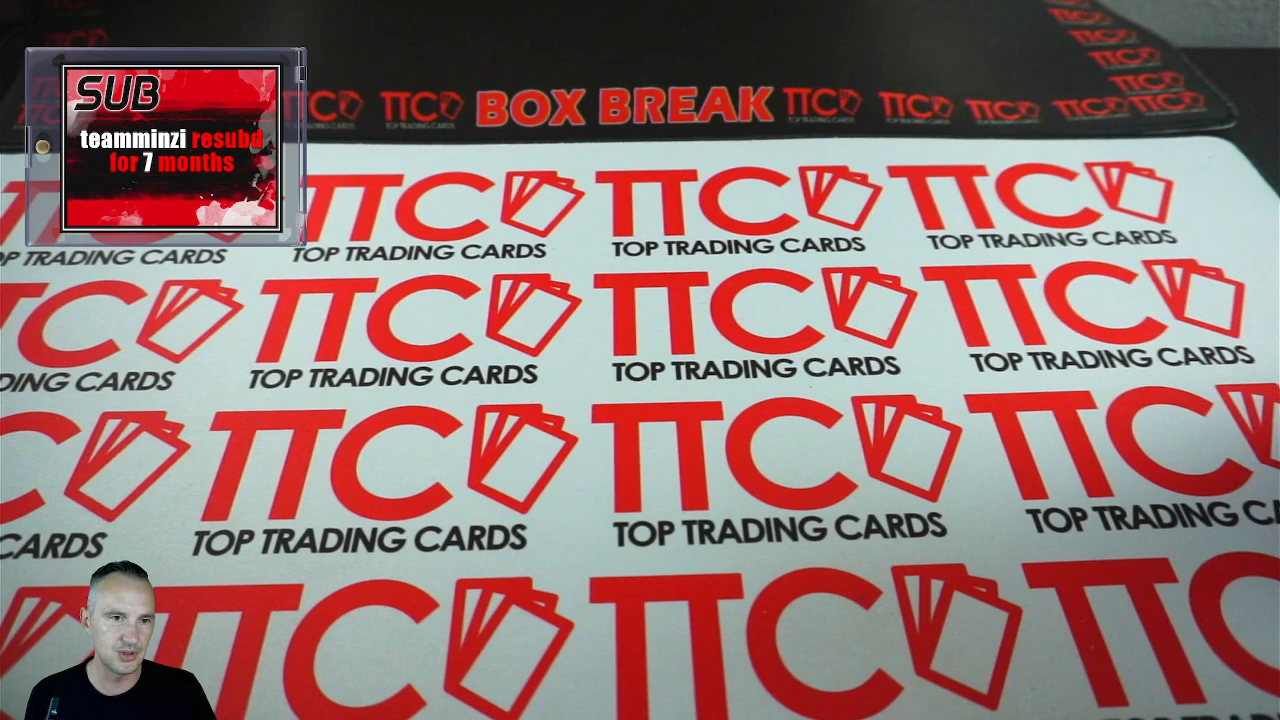 SUB
teamminzi resubd
for 7 months
TTC TTC BOX BREAK TTC TTC TTC TTC TTC
TTC TTC TTC
TOP TRADING CARDS TOP TRADING CARDS TOP TRADING CARDS TOP TRADING CARDS
TTC TTC TTC TTC
DING CARDS TOP TRADING CARDS TOP TRADING CARDS TOP TRADING CARDS
C TTC TTC TTC
CARDS TOP TRADING CARDS TOP TRADING CARDS TOP TRADING CA
TTC TTC TTC